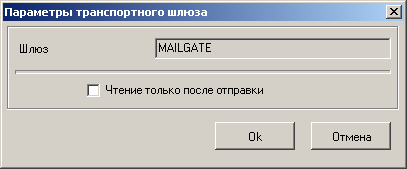 Параметры транспортного шлюза
Шлюз MAILGATE
Чтение только после отправки
Ok Отмена